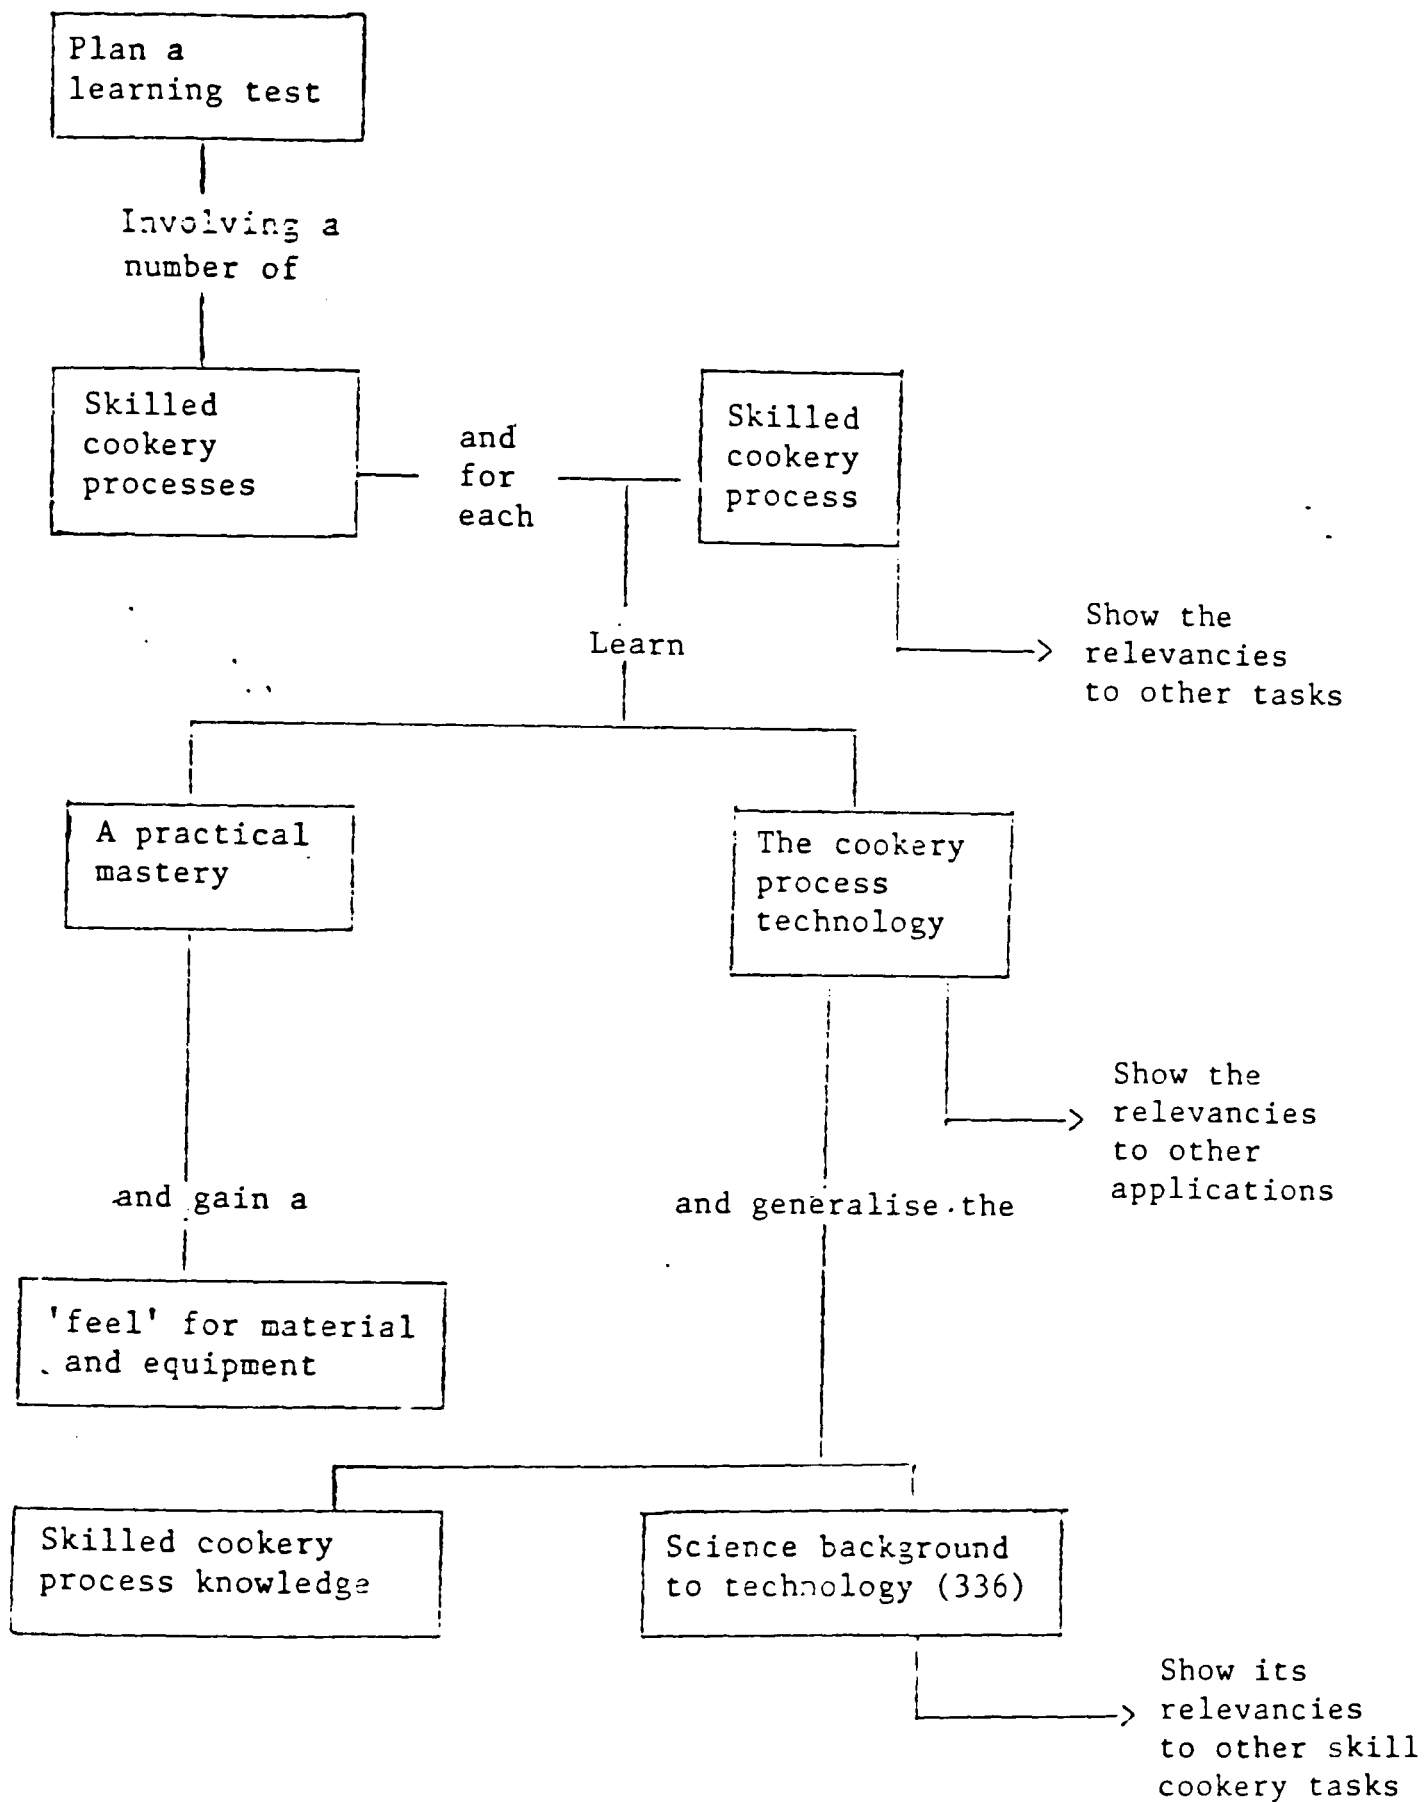 Plan a
learning test
Involving a
number of
Skilled
cookery
processes
and
for
each
Skilled
cookery
process
Learn
Show the
relevancies
to other tasks
A practical
mastery
The cookery
process
technology
Show the
relevancies
to other
applications
and gain a
and generalise the
'feel' for material
and equipment
Skilled cookery
process knowledge
Science background
to technology (336)
Show its
relevancies
to other skill
cookery tasks